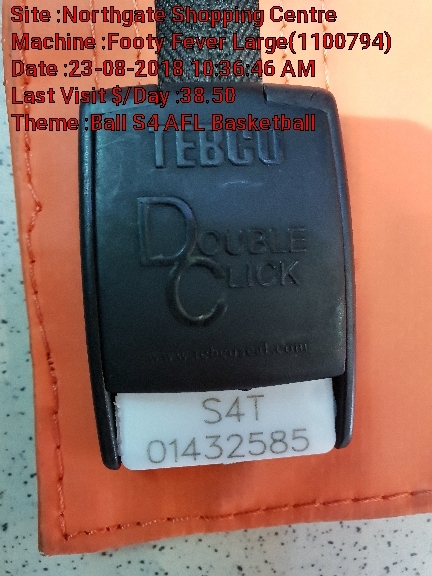 Site :Northgate Shopping Centre
Machine :Footy Fever Large(1100794)
Date :23-08-2018 10:36:46 AM
Last Visit $/Day :38.50
Theme :Ball S4 AFL Basketball
TEBCO
DOUBLE
CLICK
S4T
01432585